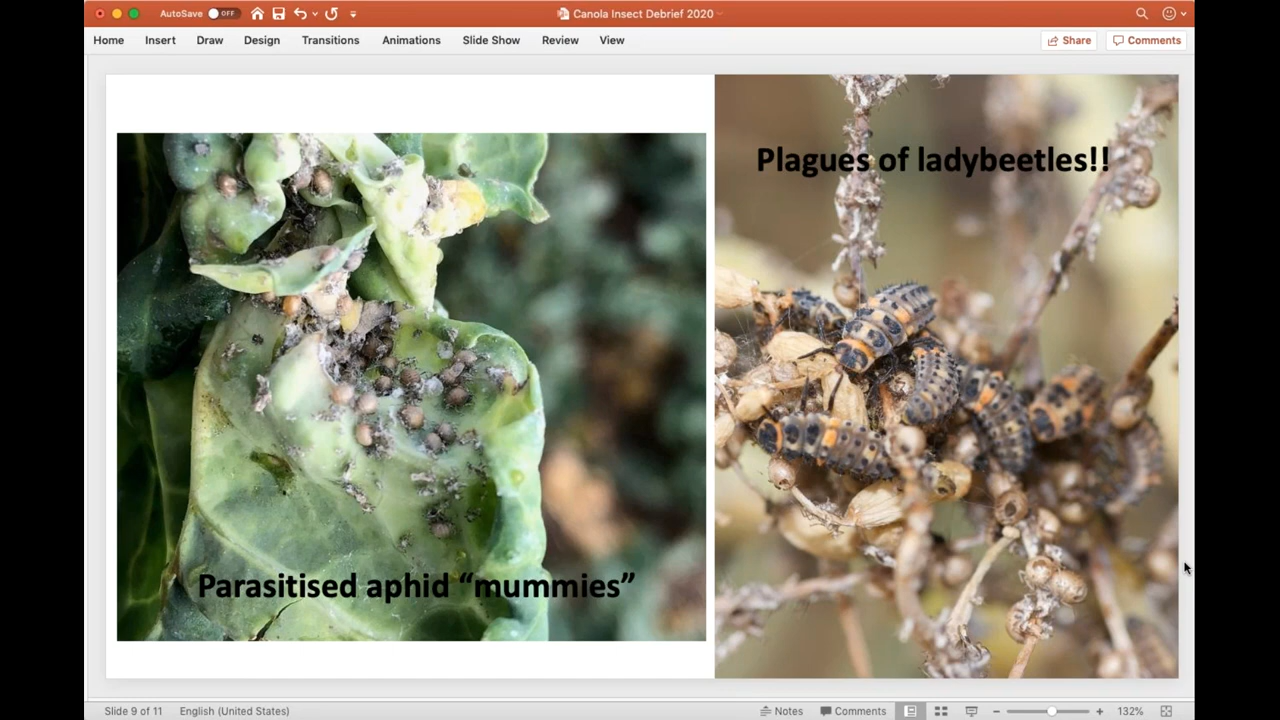 AutoSave OFF
Canola Insect Debrief 2020
Home Insert Draw Design Transitions Animations Slide Show Review View
Share Comments
Plagues of ladybeetles!!
Parasitised aphid “mummies”
Slide 9 of 11 English (United States)
Notes Comments 132%